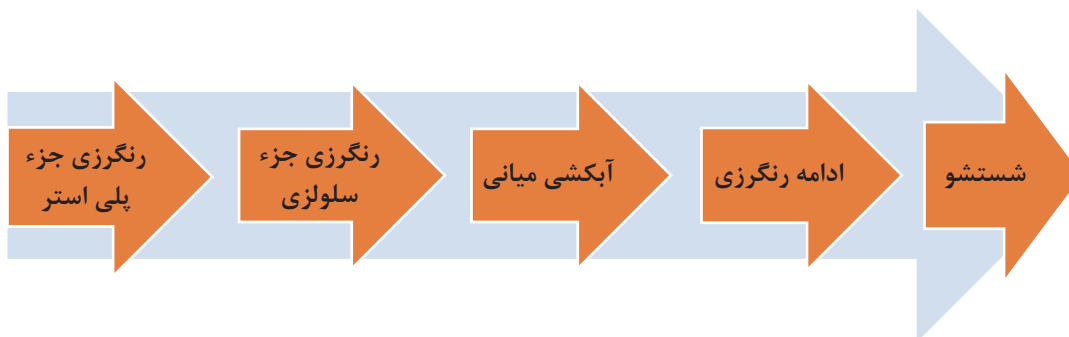 رنگرزی جزء
پلی استر
رنگرزی جزء
سلولزی
آبکشی میانی
ادامه رنگرزی
شستشو